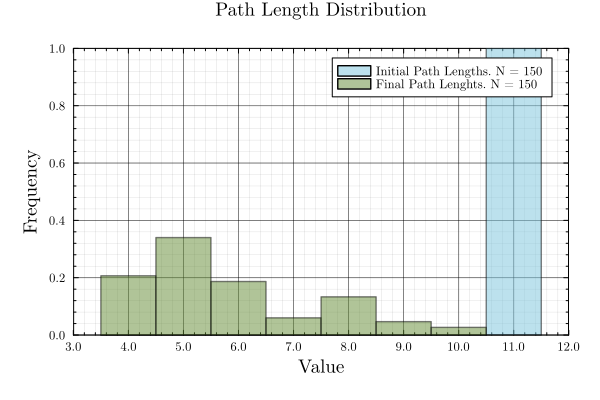 Path Length Distribution
Initial Path Lengths. N = 150
Final Path Lenghts. N = 150
Frequency
1.0
0.8
0.6
0.4
0.2
0.0
3.0 4.0 5.0 6.0 7.0 8.0 9.0 10.0 11.0 12.0
Value